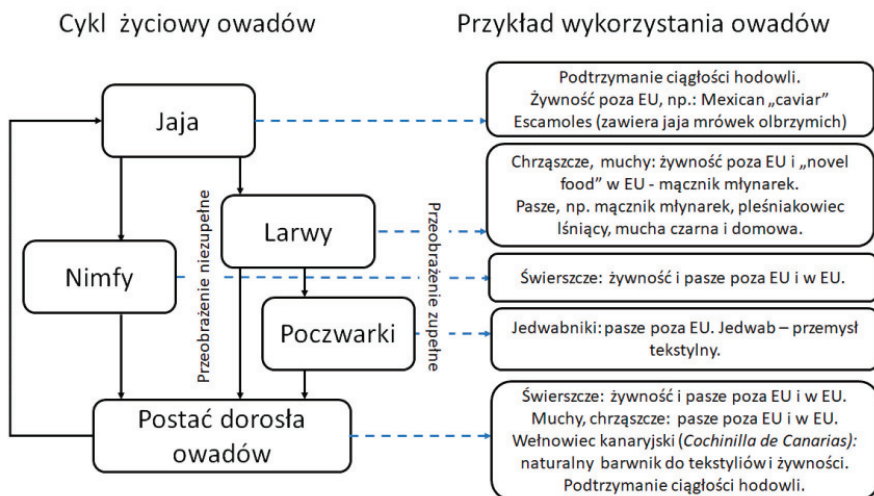 Cykl życiowy owadów
Przykład wykorzystania owadów
Jaja
Podtrzymanie ciągłości hodowli.
Żywność poza EU, np.: Mexican „caviar”
Escamoles (zawiera jaja mrówek olbrzymich)
Przeobrażenie niezupełne
Larwy
Przeobrażenie zupełne
Chrząszcze, muchy: żywność poza EU i „novel
food” w EU - mącznik młynarek.
Pasze, np. mącznik młynarek, pleśniakowiec
lśniący, mucha czarna i domowa.
Nimfy
Świerszcze: żywność i pasze poza EU i w EU.
Poczwarki
Jedwabniki: pasze poza EU. Jedwab – przemysł
tekstylny.
Postać dorosła
owadów
Świerszcze: żywność i pasze poza EU i w EU.
Muchy, chrząszcze: pasze poza EU i w EU.
Wełnowiec kanaryjski (Cochinilla de Canarias):
naturalny barwnik do tekstyliów i żywności.
Podtrzymanie ciągłości hodowli.